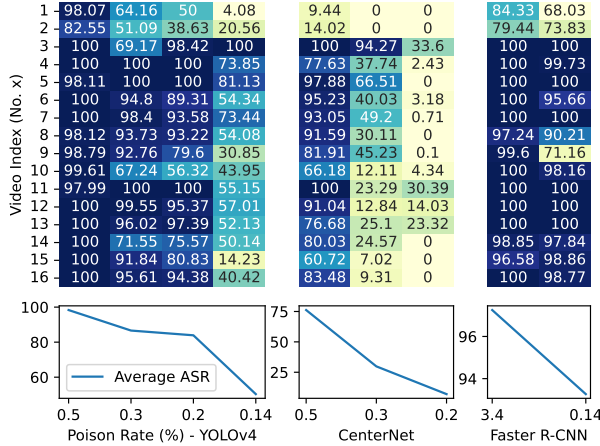 Video Index (No. x)
1 98.07 64.16 50 4.08 9.44 0 0 84.33 68.03
2 82.55 51.09 38.63 20.56 14.02 0 0 79.44 73.83
3 100 69.17 98.42 100 100 94.27 33.6 100 100
4 100 100 100 73.85 77.63 37.74 2.43 100 99.73
5 98.11 100 100 81.13 97.88 66.51 0 100 100
6 100 94.8 89.31 54.34 95.23 40.03 3.18 100 95.66
7 100 98.4 93.58 73.44 93.05 49.2 0.71 100 100
8 98.12 93.73 93.22 54.08 91.59 30.11 0 97.24 90.21
9 98.79 92.76 79.6 30.85 81.91 45.23 0.1 99.6 71.16
10 99.61 67.24 56.32 43.95 66.18 12.11 4.34 100 98.16
11 97.99 100 100 55.15 100 23.29 30.39 100 100
12 100 99.55 95.37 57.01 91.04 12.84 14.03 100 100
13 100 96.02 97.39 52.13 76.68 25.1 23.32 100 100
14 100 71.55 75.57 50.14 80.03 24.57 0 98.85 97.84
15 100 91.84 80.83 14.23 60.72 7.02 0 96.58 98.86
16 100 95.61 94.38 40.42 83.48 9.31 0 100 98.77
100
80
60
Average ASR
0.5 0.3 0.2 0.14
Poison Rate (%) - YOLOv4
75
50
25
0.5 0.3 0.2
CenterNet
96
94
3.4 0.14
Faster R-CNN